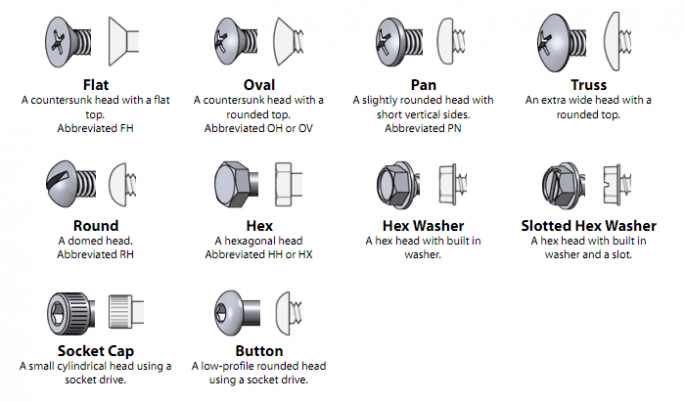 Flat
A countersunk head with a flat
top.
Abbreviated FH
Oval
A countersunk head with a
rounded top.
Abbreviated OH or OV
Pan
A slightly rounded head with
short vertical sides.
Abbreviated PN
Truss
An extra wide head with a
rounded top.
Round
A domed head.
Abbreviated RH
Hex
A hexagonal head
Abbreviated HH or HX
Hex Washer
A hex head with built in
washer.
Slotted Hex Washer
A hex head with built in
washer and a slot.
Socket Cap
A small cylindrical head using a
socket drive.
Button
A low-profile rounded head
using a socket drive.